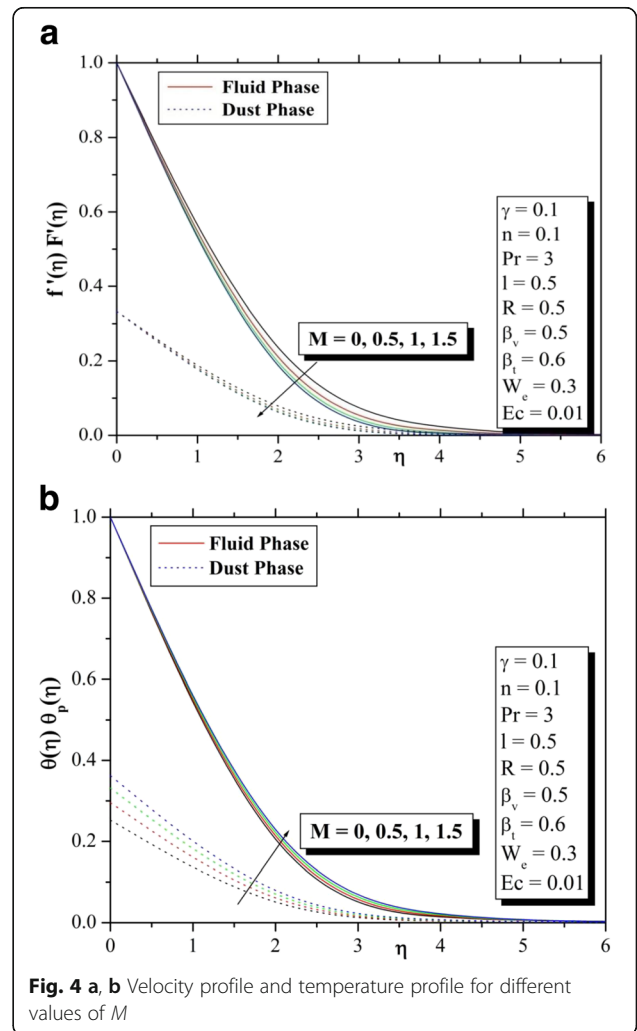 a
1.0
0.8
0.6
0.4
0.2
0.0
f '(η) F'(η)
Fluid Phase
Dust Phase
M = 0, 0.5, 1, 1.5
γ = 0.1
n = 0.1
Pr = 3
l = 0.5
R = 0.5
βv = 0.5
βt = 0.6
We = 0.3
Ec = 0.01
0 1 2 3 η 4 5 6
b
1.0
0.8
0.6
0.4
0.2
0.0
θ(η) θp(η)
Fluid Phase
Dust Phase
M = 0, 0.5, 1, 1.5
γ = 0.1
n = 0.1
Pr = 3
l = 0.5
R = 0.5
βv = 0.5
βt = 0.6
We = 0.3
Ec = 0.01
0 1 2 3 η 4 5 6
Fig. 4 a, b Velocity profile and temperature profile for different
values of M